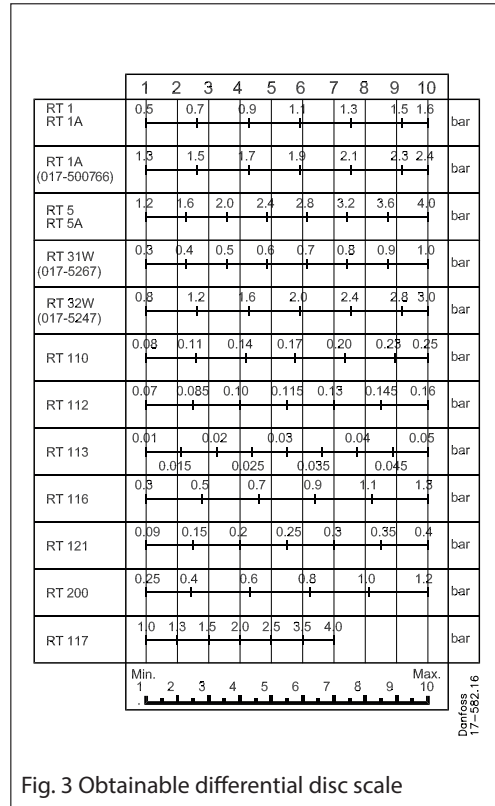 1 2 3 4 5 6 7 8 9 10
RT 1
RT 1A
0.5 0.7 0.9 1.1 1.3 1.5 1.6 bar
RT 1A
(017-500766)
1.3 1.5 1.7 1.9 2.1 2.3 2.4 bar
RT 5
RT 5A
1.2 1.6 2.0 2.4 2.8 3.2 3.6 4.0 bar
RT 31W
(017-5267)
0.3 0.4 0.5 0.6 0.7 0.8 0.9 1.0 bar
RT 32W
(017-5247)
0.8 1.2 1.6 2.0 2.4 2.8 3.0 bar
RT 110 0.08 0.11 0.14 0.17 0.20 0.23 0.25 bar
RT 112 0.07 0.085 0.10 0.115 0.13 0.145 0.16 bar
0.01 0.02 0.03 0.04 0.05
RT 113 bar
0.015 0.025 0.035 0.045
RT 116 0.3 0.5 0.7 0.9 1.1 1.3 bar
RT 121 0.09 0.15 0.2 0.25 0.3 0.35 0.4 bar
RT 200 0.25 0.4 0.6 0.8 1.0 1.2 bar
RT 117 1.0 1.3 1.5 2.0 2.5 3.5 4.0 bar
Min. Max.
1 2 3 4 5 6 7 8 9 10
Danfoss
17-582.16
Fig. 3 Obtainable differential disc scale